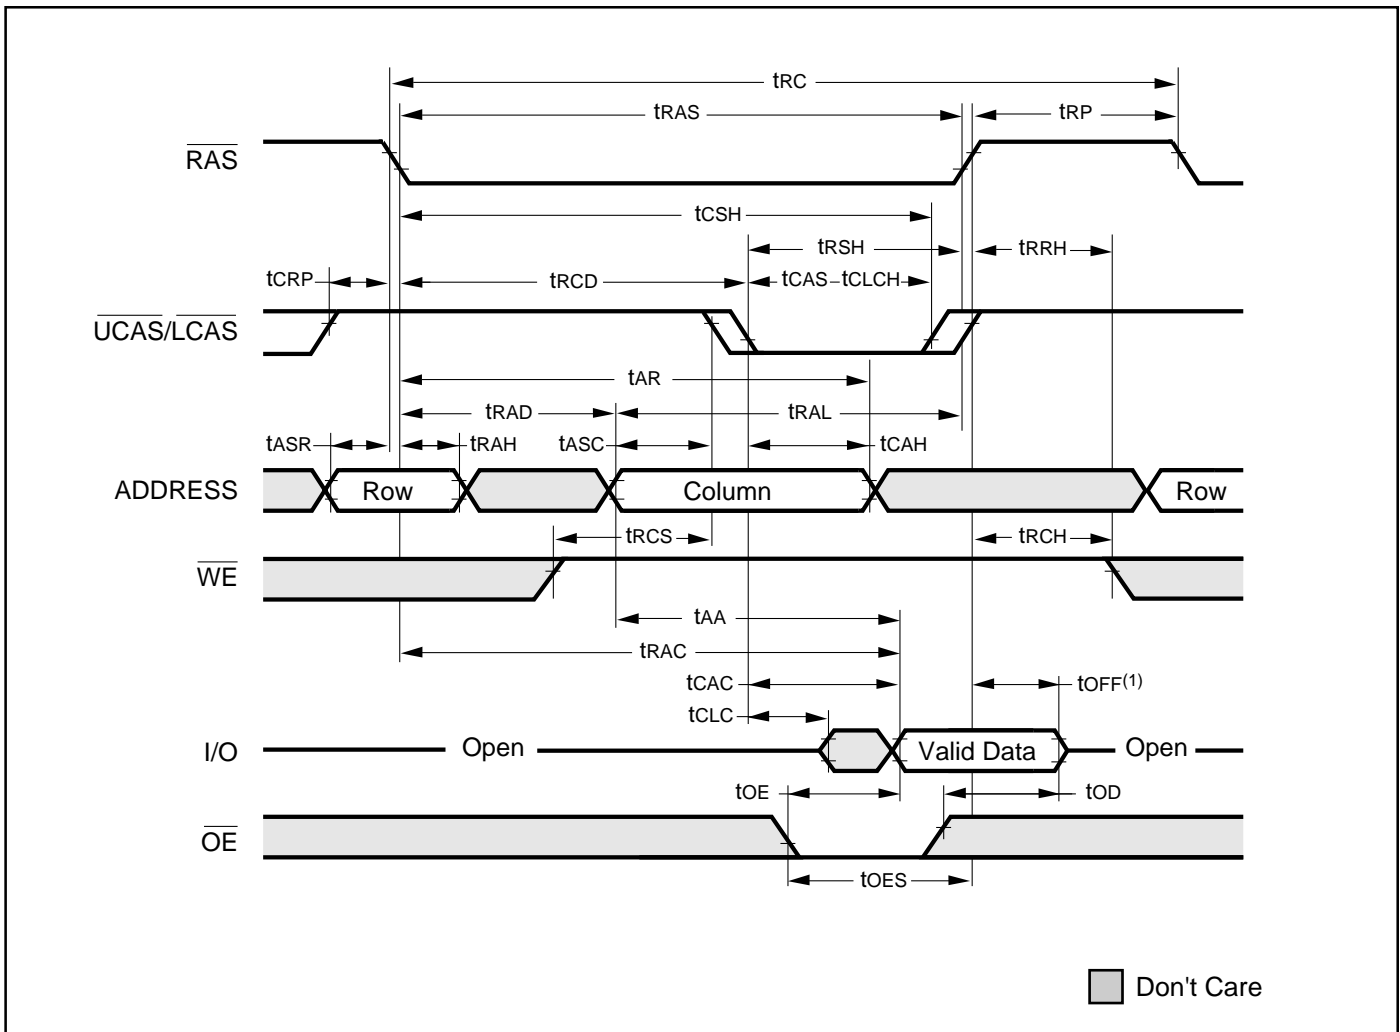 tRC
tRAS
tRP
RAS
tCSH
tRSH
tRRH
tCRP
tRCD
tCAS tCLCH
UCAS/LCAS
tAR
tRAD
tRAL
tASR
tRAH
tASC
tCAH
ADDRESS
Row
Column
Row
tRCS
tRCH
WE
tAA
tRAC
tCAC
tOFF(1)
tCLC
I/O
Open
Valid Data
Open
tOE
tOD
OE
tOES
Don't Care